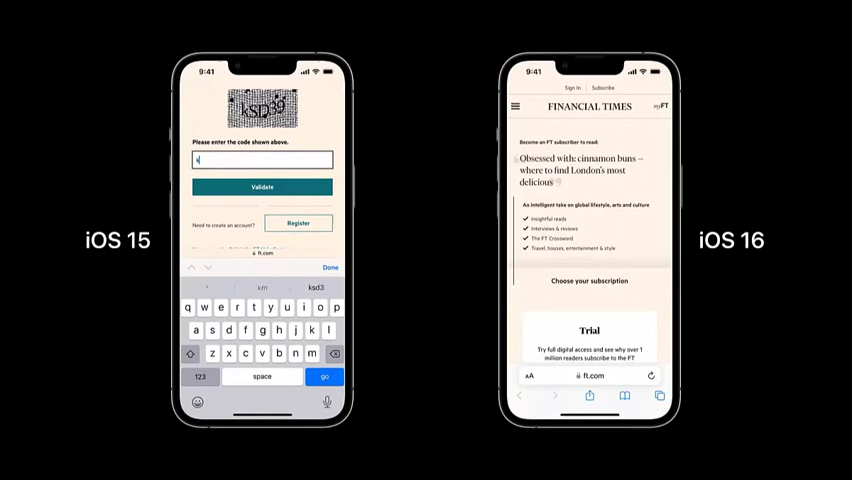 iOS 15
9:41
kSD39
Please enter the code shown above.
k
Validate
Need to create an account?
Register
ft.com
Done
km
ksd3
q w e r t y u i o p
a s d f g h j k l
z x c v b n m
123
space
go
9:41
Sign In
Subscribe
FINANCIAL TIMES
myFT
Become an FT subscriber to read:
Obsessed with: cinnamon buns –
where to find London's most
delicious
An intelligent take on global lifestyle, arts and culture
Insightful reads
Interviews & reviews
The FT Crossword
Travel, houses, entertainment & style
Choose your subscription
Trial
Try full digital access and see why over 1
million readers subscribe to the FT
AA
ft.com
iOS 16